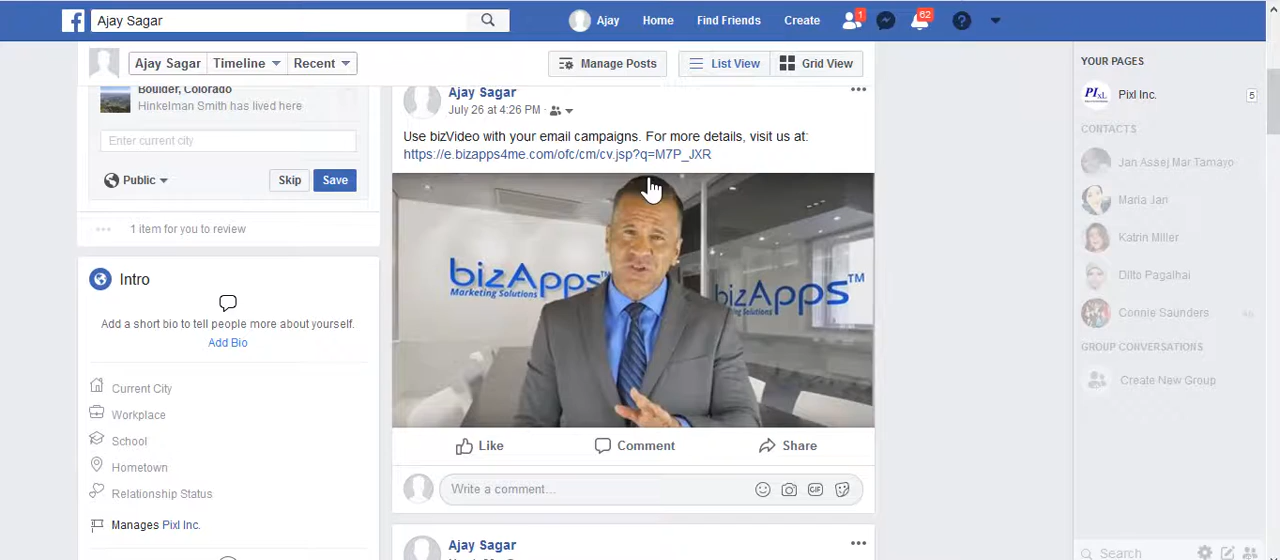 Ajay Sagar
Ajay
Home
Find Friends
Create
1
62
Ajay Sagar
Timeline
Recent
Manage Posts
List View
Grid View
Boulder, Colorado
Hinkelman Smith has lived here
Enter current city
Public
Skip
Save
1 item for you to review
Intro
Add a short bio to tell people more about yourself.
Add Bio
Current City
Workplace
School
Hometown
Relationship Status
Manages Pixl Inc.
Ajay Sagar
July 26 at 4:26 PM
Use bizVideo with your email campaigns. For more details, visit us at:
https://e.bizapps4me.com/ofc/cm/cv.jsp?q=M7P_JXR
bizApps™
Marketing Solutions
bizApps™
Marketing Solutions
Like
Comment
Share
Write a comment...
GIF
Ajay Sagar
YOUR PAGES
Pixl Inc.
5
CONTACTS
Jan Assej Mar Tamayo
Maria Jan
Katrin Miller
Dilto Pagalhai
Connie Saunders
GROUP CONVERSATIONS
Create New Group
Search